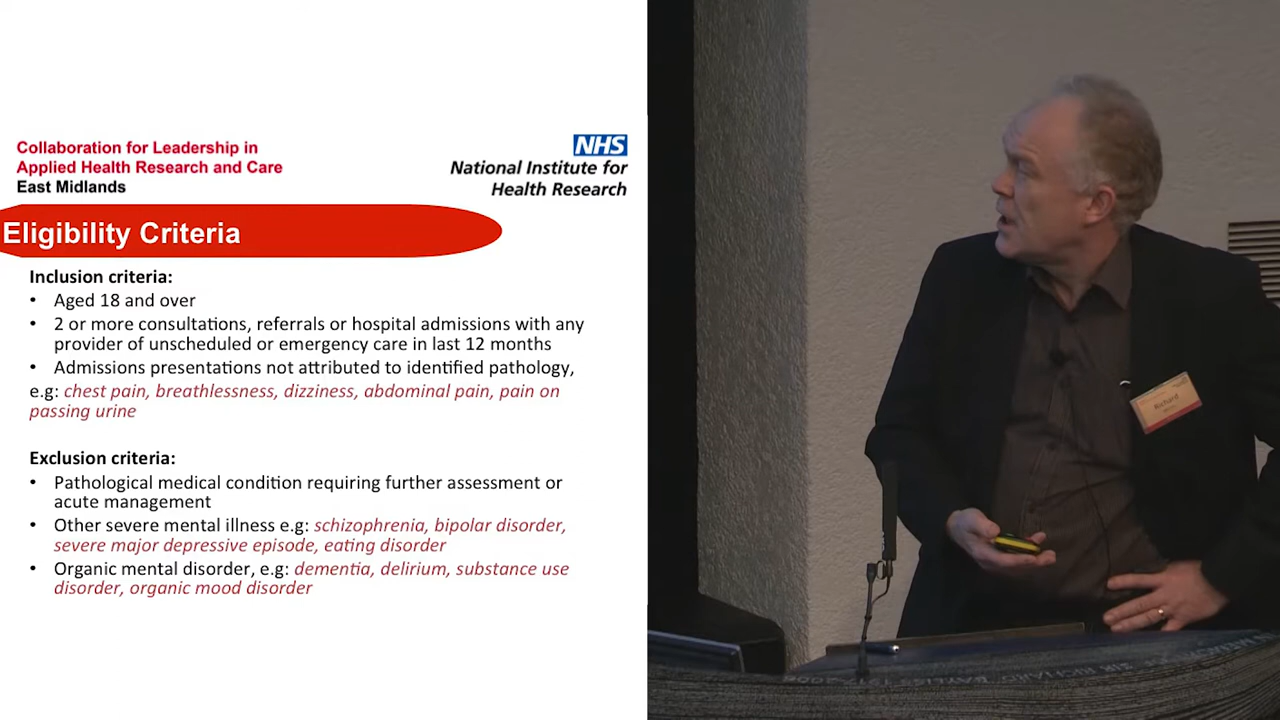 Collaboration for Leadership in
Applied Health Research and Care
East Midlands
NHS
National Institute for
Health Research
Eligibility Criteria
Inclusion criteria:
• Aged 18 and over
• 2 or more consultations, referrals or hospital admissions with any
provider of unscheduled or emergency care in last 12 months
• Admissions presentations not attributed to identified pathology,
e.g: chest pain, breathlessness, dizziness, abdominal pain, pain on
passing urine
Exclusion criteria:
• Pathological medical condition requiring further assessment or
acute management
• Other severe mental illness e.g: schizophrenia, bipolar disorder,
severe major depressive episode, eating disorder
• Organic mental disorder, e.g: dementia, delirium, substance use
disorder, organic mood disorder
Richard
SIR RICHARD